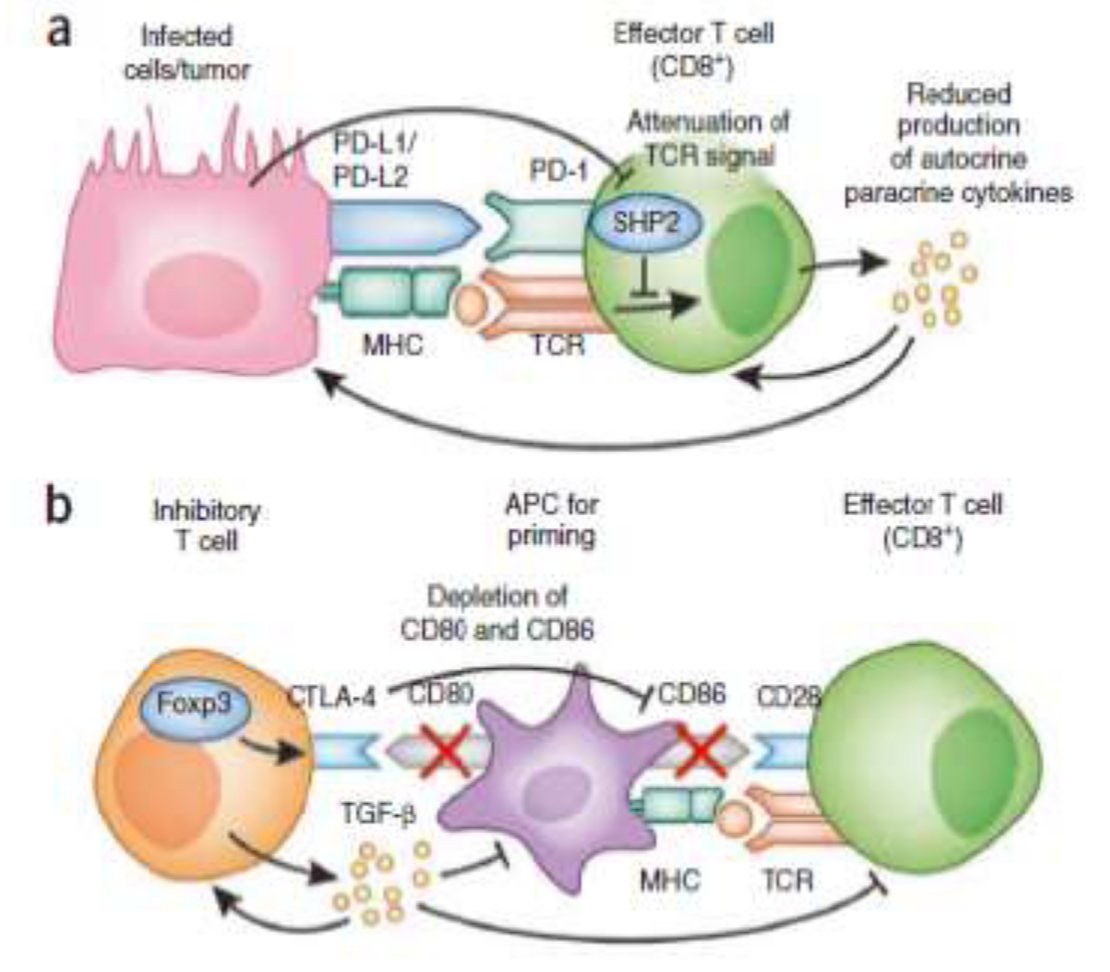 a
Infected
cells/tumor
Effector T cell
(CD8⁺)
Reduced
production
of autocrine
paracrine cytokines
Attenuation of
TCR signal
PD-L1/
PD-L2
PD-1
SHP2
MHC
TCR
b
Inhibitory
T cell
APC for
priming
Effector T cell
(CD8⁺)
Depletion of
CD80 and CD86
Foxp3
CTLA-4
CD80
CD86
CD28
TGF-β
MHC
TCR